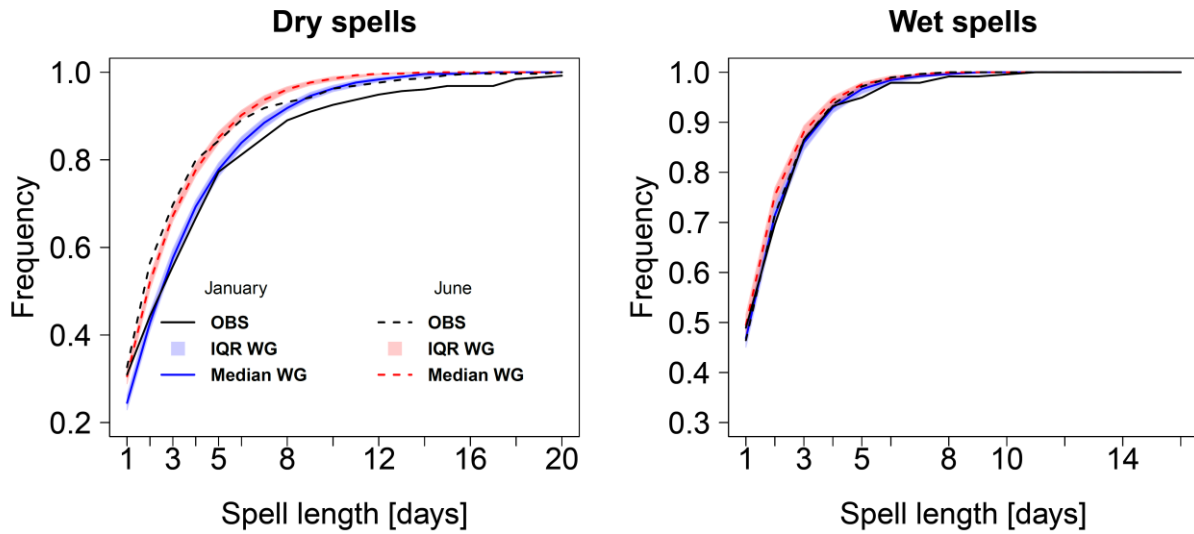 Dry spells
Frequency
1.0
0.8
0.6
0.4
0.2
January June
OBS OBS
IQR WG IQR WG
Median WG Median WG
1 3 5 8 12 16 20
Spell length [days]
Wet spells
Frequency
1.0
0.9
0.8
0.7
0.6
0.5
0.4
0.3
1 3 5 8 10 14
Spell length [days]